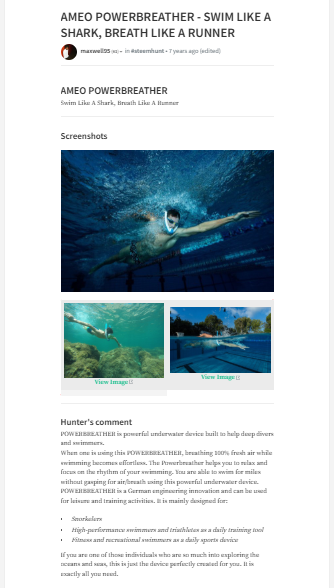 AMEO POWERBREATHER - SWIM LIKE A
SHARK, BREATH LIKE A RUNNER
maxwell95 in #steemhunt • 7 years ago (edited)
AMEO POWERBREATHER
Swim Like A Shark, Breath Like A Runner
Screenshots
View Image
View Image
Hunter's comment
POWERBREATHER is powerful underwater device built to help deep divers
and swimmers.
When one is using this POWERBREATHER, breathing 100% fresh air while
swimming becomes effortless. The Powerbreather helps you to relax and
focus on the rhythm of your swimming. You are able to swim for miles
without gasping for air/breath using this powerful underwater device.
POWERBREATHER is a German engineering innovation and can be used
for leisure and training activities. It is mainly designed for:
• Snorkelers
• High-performance swimmers and triathletes as a daily training tool
• Fitness and recreational swimmers as a daily sports device
If you are one of those individuals who are so much into exploring the
oceans and seas, this is just the device perfectly created for you. It is
exactly all you need.